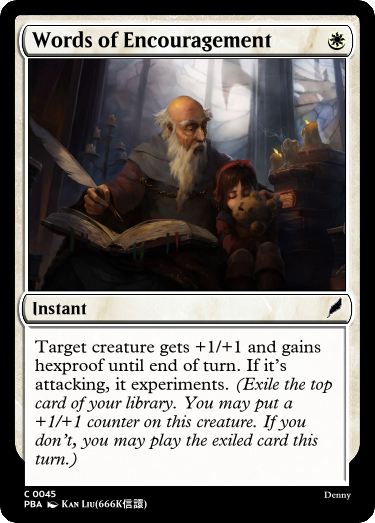 Words of Encouragement
Instant
Target creature gets +1/+1 and gains
hexproof until end of turn. If it's
attacking, it experiments. (Exile the top
card of your library. You may put a
+1/+1 counter on this creature. If you
don't, you may play the exiled card this
turn.)
C 0045
PBA Kan Liu(666K信譞)
Denny